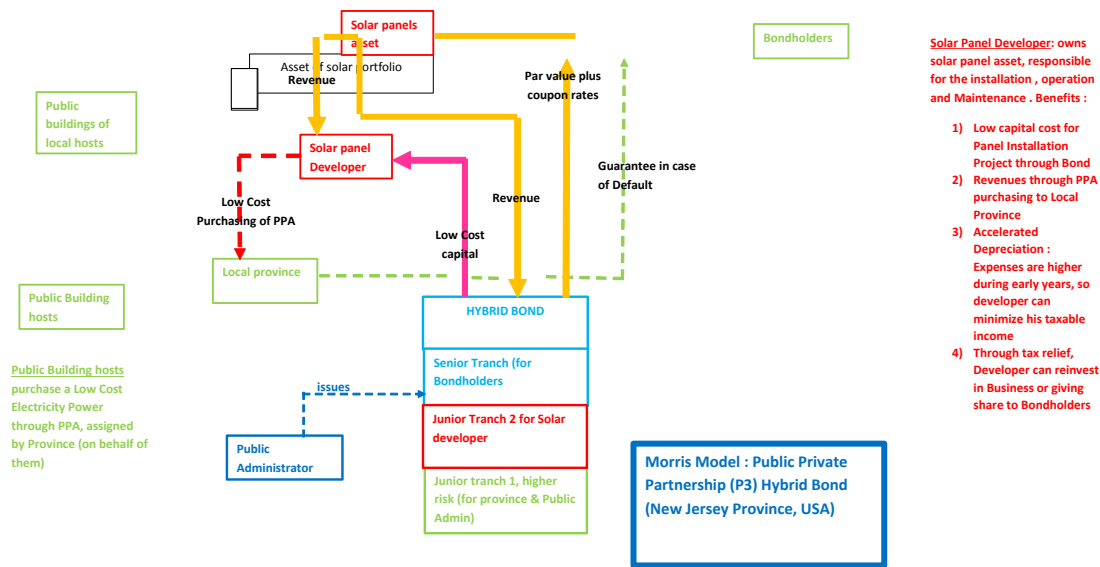 Solar panels
asset
Bondholders
Asset of solar portfolio
Revenue
Par value plus
coupon rates
Public
buildings of
local hosts
Solar panel
Developer
Guarantee in case
of Default
Low Cost
Purchasing of PPA
Revenue
Low Cost
capital
Local province
Public Building
hosts
HYBRID BOND
Senior Tranch (for
Bondholders
issues
Junior Tranch 2 for Solar
developer
Public
Administrator
Junior tranch 1, higher
risk (for province & Public
Admin)
Public Building hosts
purchase a Low Cost
Electricity Power
through PPA, assigned
by Province (on behalf of
them)
Morris Model : Public Private
Partnership (P3) Hybrid Bond
(New Jersey Province, USA)
Solar Panel Developer: owns
solar panel asset, responsible
for the installation , operation
and Maintenance . Benefits :
1) Low capital cost for
Panel Installation
Project through Bond
2) Revenues through PPA
purchasing to Local
Province
3) Accelerated
Depreciation :
Expenses are higher
during early years, so
developer can
minimize his taxable
income
4) Through tax relief,
Developer can reinvest
in Business or giving
share to Bondholders